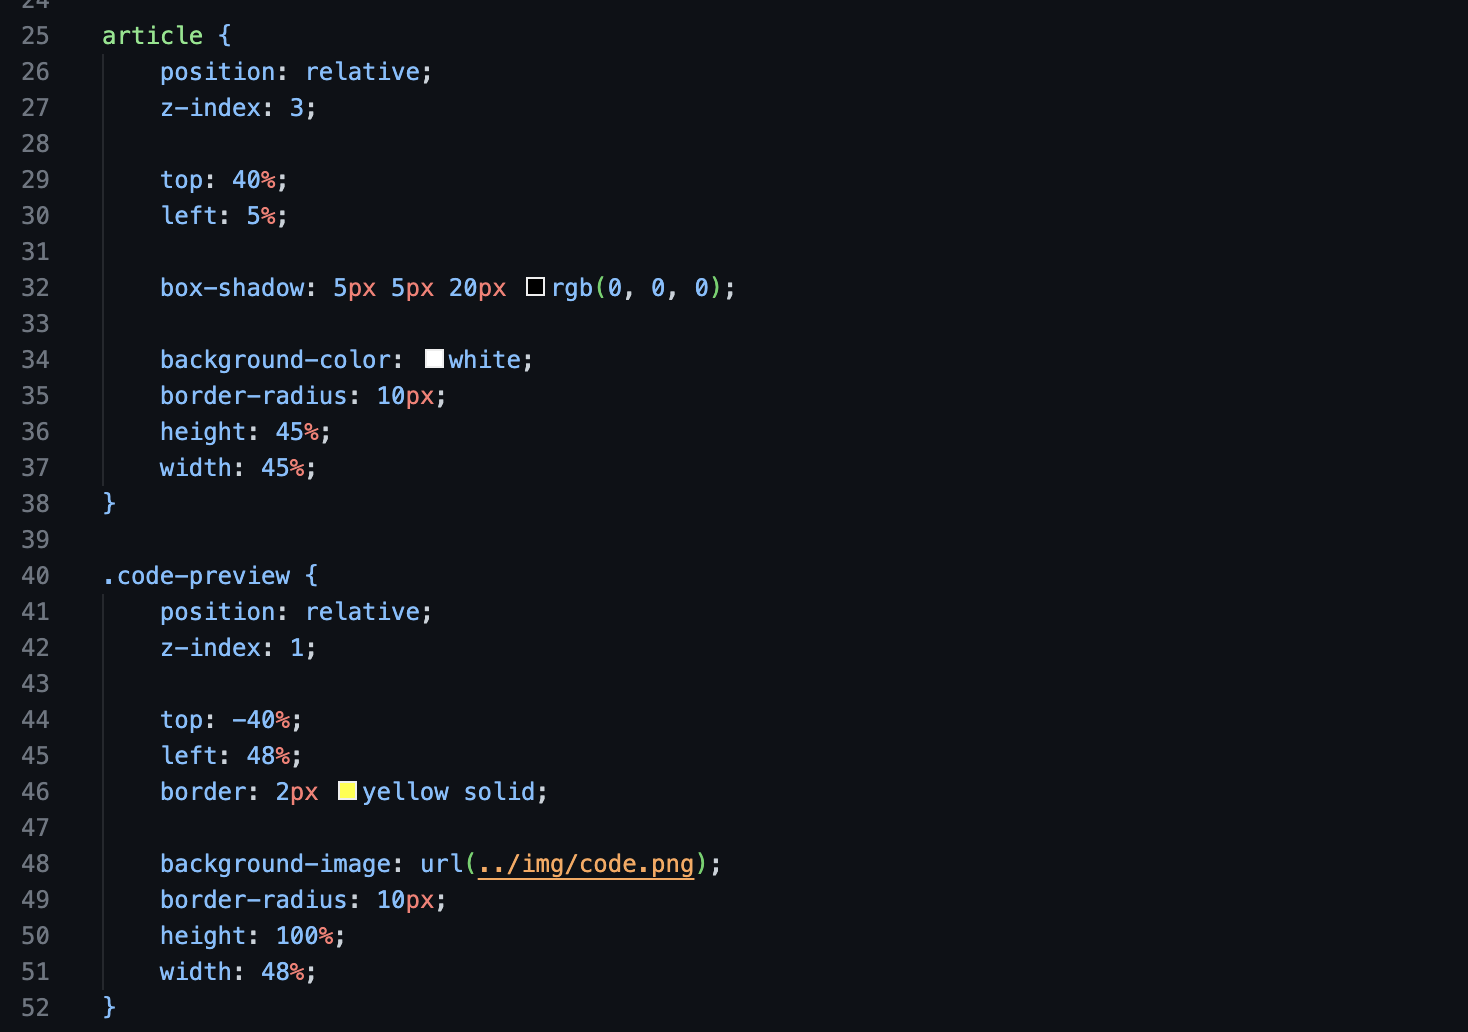 24
25 article {
26 position: relative;
27 z-index: 3;
28
29 top: 40%;
30 left: 5%;
31
32 box-shadow: 5px 5px 20px rgb(0, 0, 0);
33
34 background-color: white;
35 border-radius: 10px;
36 height: 45%;
37 width: 45%;
38 }
39
40 .code-preview {
41 position: relative;
42 z-index: 1;
43
44 top: -40%;
45 left: 48%;
46 border: 2px yellow solid;
47
48 background-image: url(../img/code.png);
49 border-radius: 10px;
50 height: 100%;
51 width: 48%;
52 }